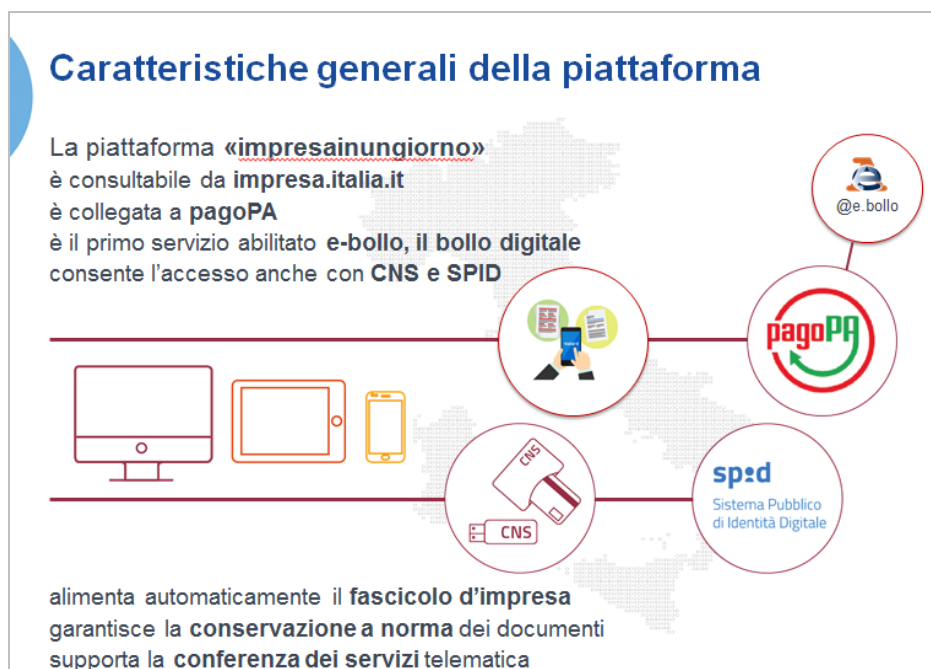 Caratteristiche generali della piattaforma
La piattaforma «impresainungiorno»
è consultabile da impresa.italia.it
è collegata a pagoPA
è il primo servizio abilitato e-bollo, il bollo digitale
consente l’accesso anche con CNS e SPID
@e.bollo
pagoPA
CNS
CNS
sp:d
Sistema Pubblico
di Identità Digitale
alimenta automaticamente il fascicolo d’impresa
garantisce la conservazione a norma dei documenti
supporta la conferenza dei servizi telematica